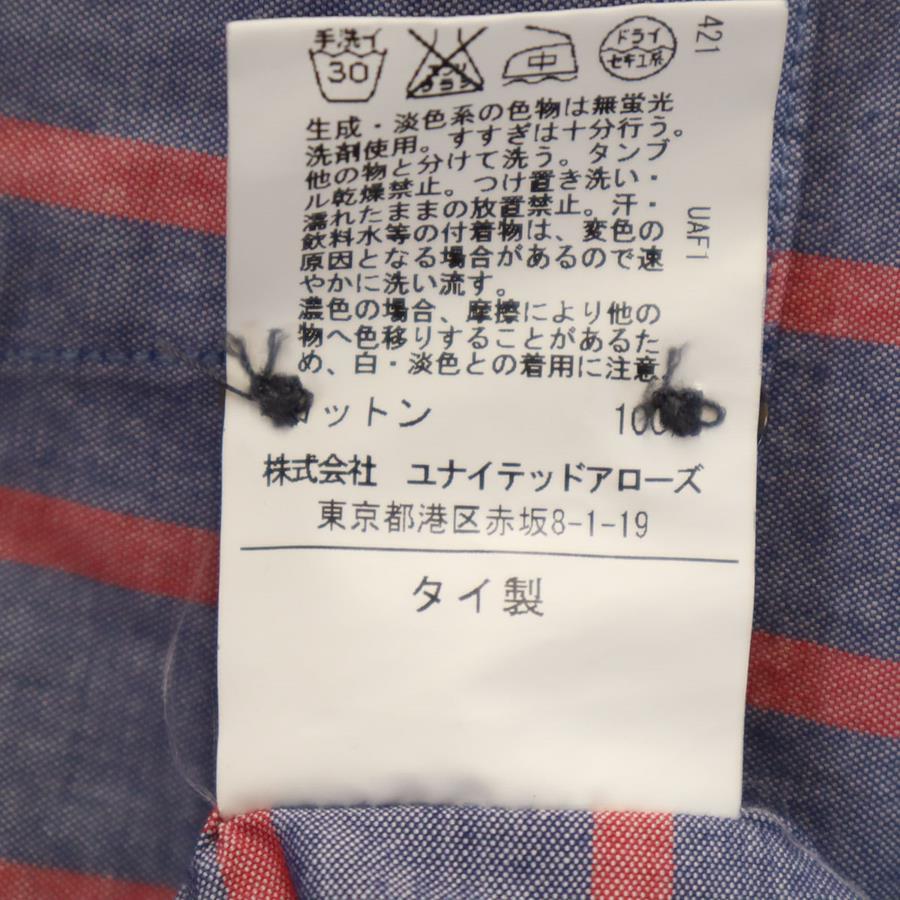 手洗イ
30
エンソ
サラシ
中
ドライ
セキユ系
421
生成・淡色系の色物は無蛍光
洗剤使用。すすぎは十分行う。
他の物と分けて洗う。タンブ
ル乾燥禁止。つけ置き洗い・
濡れたままの放置禁止。汗・
飲料水等の付着物は、変色の
原因となる場合があるので速
やかに洗い流す。
濃色の場合、摩擦により他の
物へ色移りすることがあるた
め、白・淡色との着用に注意。
UAF1
コットン 100%
株式会社 ユナイテッドアローズ
東京都港区赤坂8-1-19
タイ製